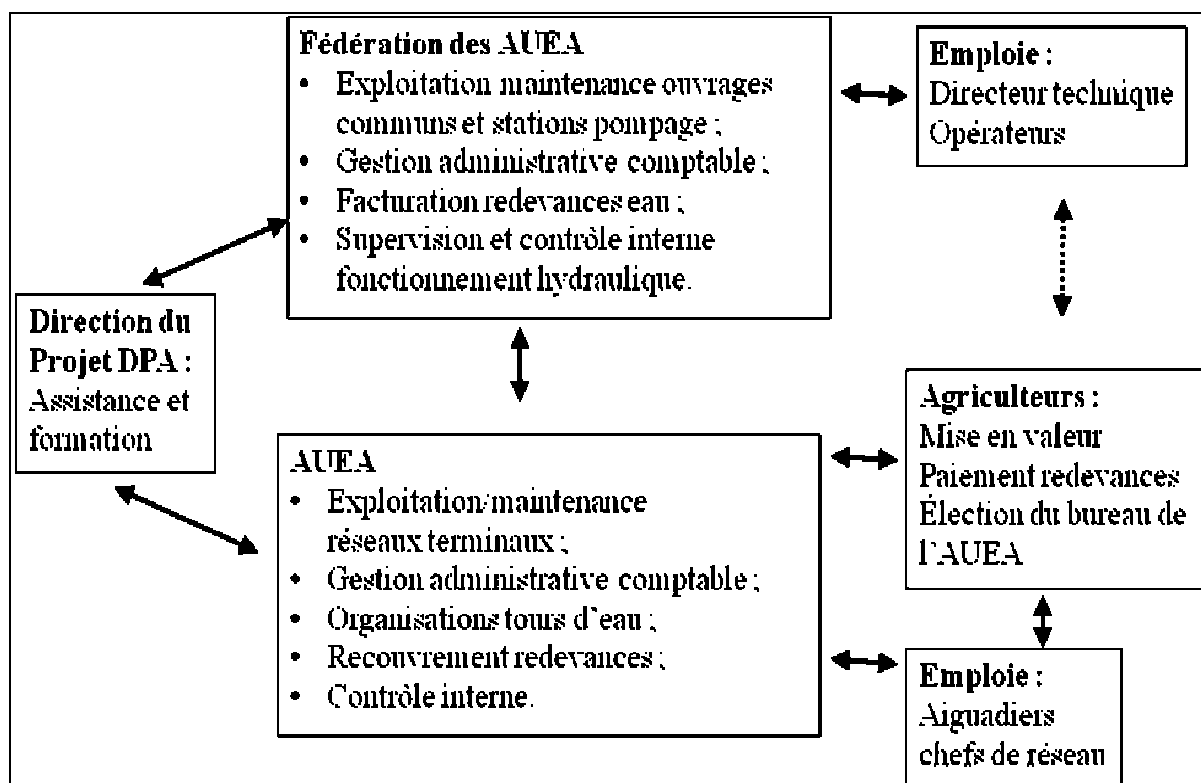 Fédération des AUEA
• Exploitation maintenance ouvrages
communs et stations pompage ;
• Gestion administrative comptable ;
• Facturation redevances eau ;
• Supervision et contrôle interne
fonctionnement hydraulique.
Emploie :
Directeur technique
Opérateurs
Direction du
Projet DPA :
Assistance et
formation
AUEA
• Exploitation/maintenance
réseaux terminaux ;
• Gestion administrative comptable ;
• Organisations tours d'eau ;
• Recouvrement redevances ;
• Contrôle interne.
Agriculteurs :
Mise en valeur
Paiement redevances
Élection du bureau de
l'AUEA
Emploie :
Aiguadiers
chefs de réseau